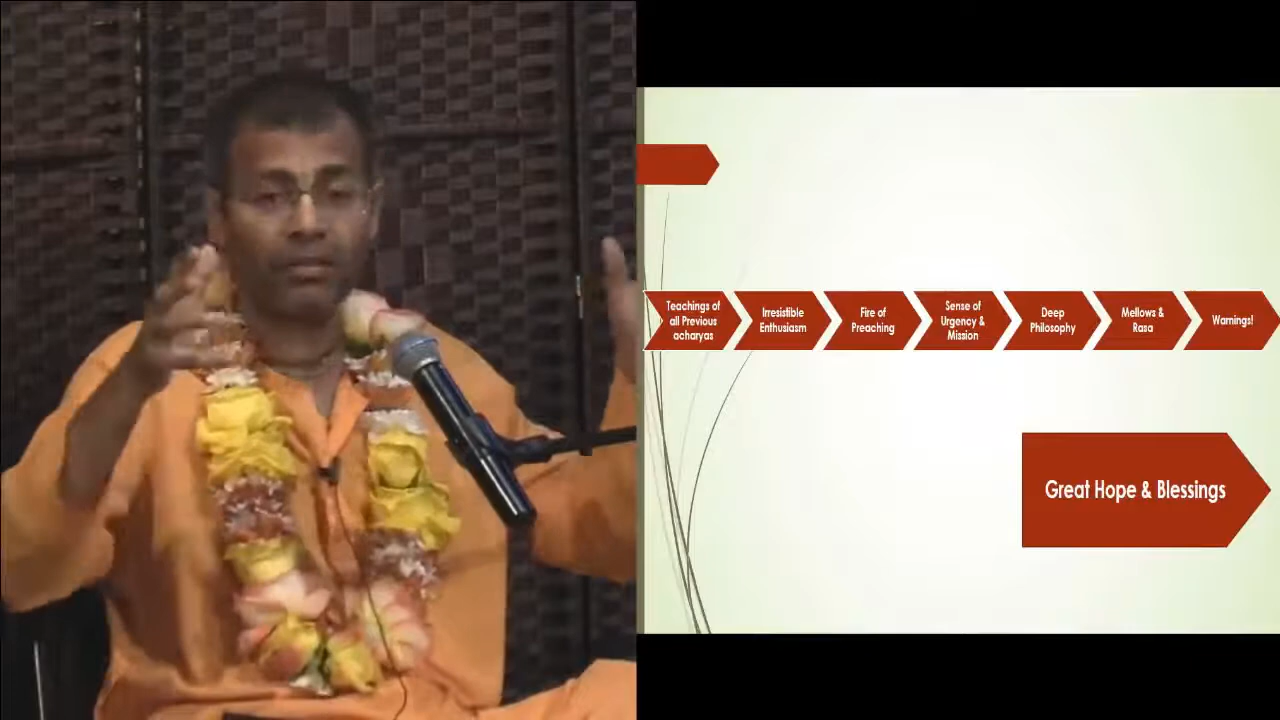 Teachings of
all Previous
acharyas
Irresistible
Enthusiasm
Fire of
Preaching
Sense of
Urgency &
Mission
Deep
Philosophy
Mellows &
Rasa
Warnings!
Great Hope & Blessings